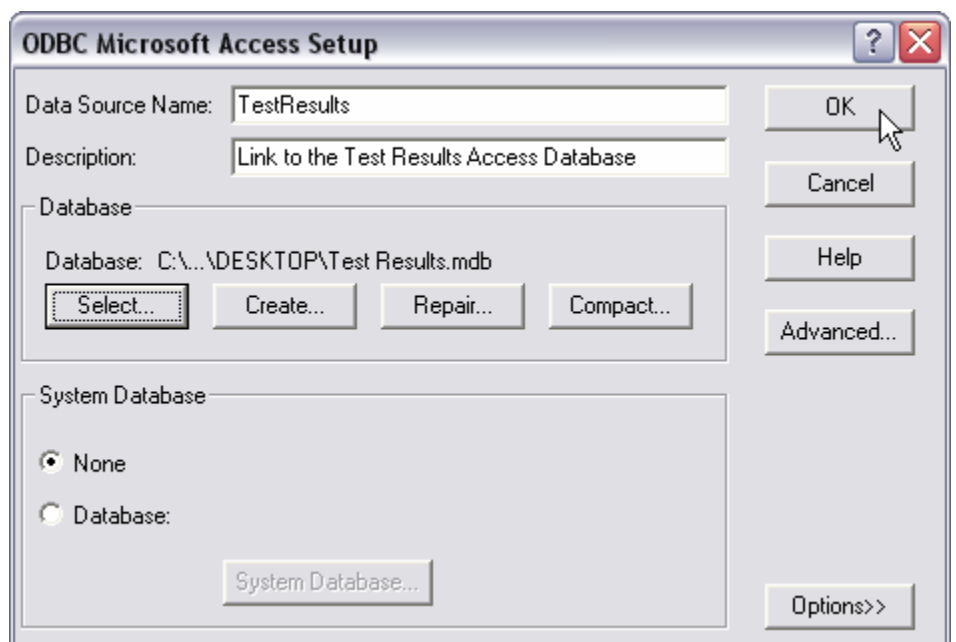 ODBC Microsoft Access Setup
?
Data Source Name: TestResults
OK
Description: Link to the Test Results Access Database
Cancel
Database
Database: C:\...\DESKTOP\Test Results.mdb
Help
Select... Create... Repair... Compact...
Advanced...
System Database
None
Database:
System Database...
Options>>